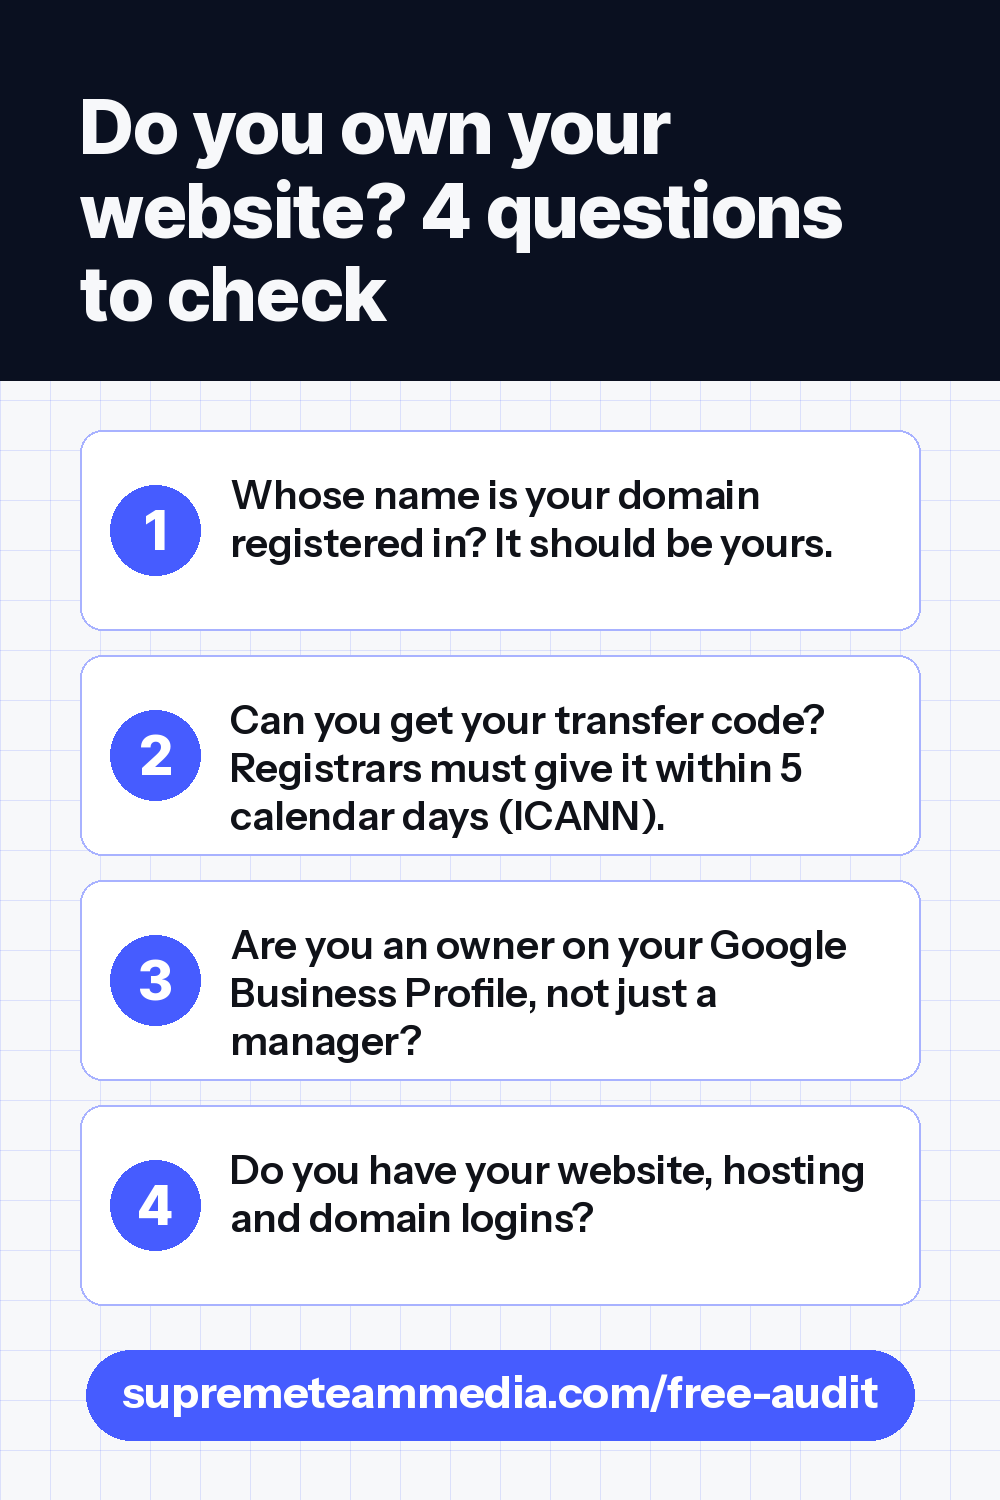 Do you own your
website? 4 questions
to check
1
Whose name is your domain
registered in? It should be yours.
2
Can you get your transfer code?
Registrars must give it within 5
calendar days (ICANN).
3
Are you an owner on your Google
Business Profile, not just a
manager?
4
Do you have your website, hosting
and domain logins?
supremeteammedia.com/free-audit